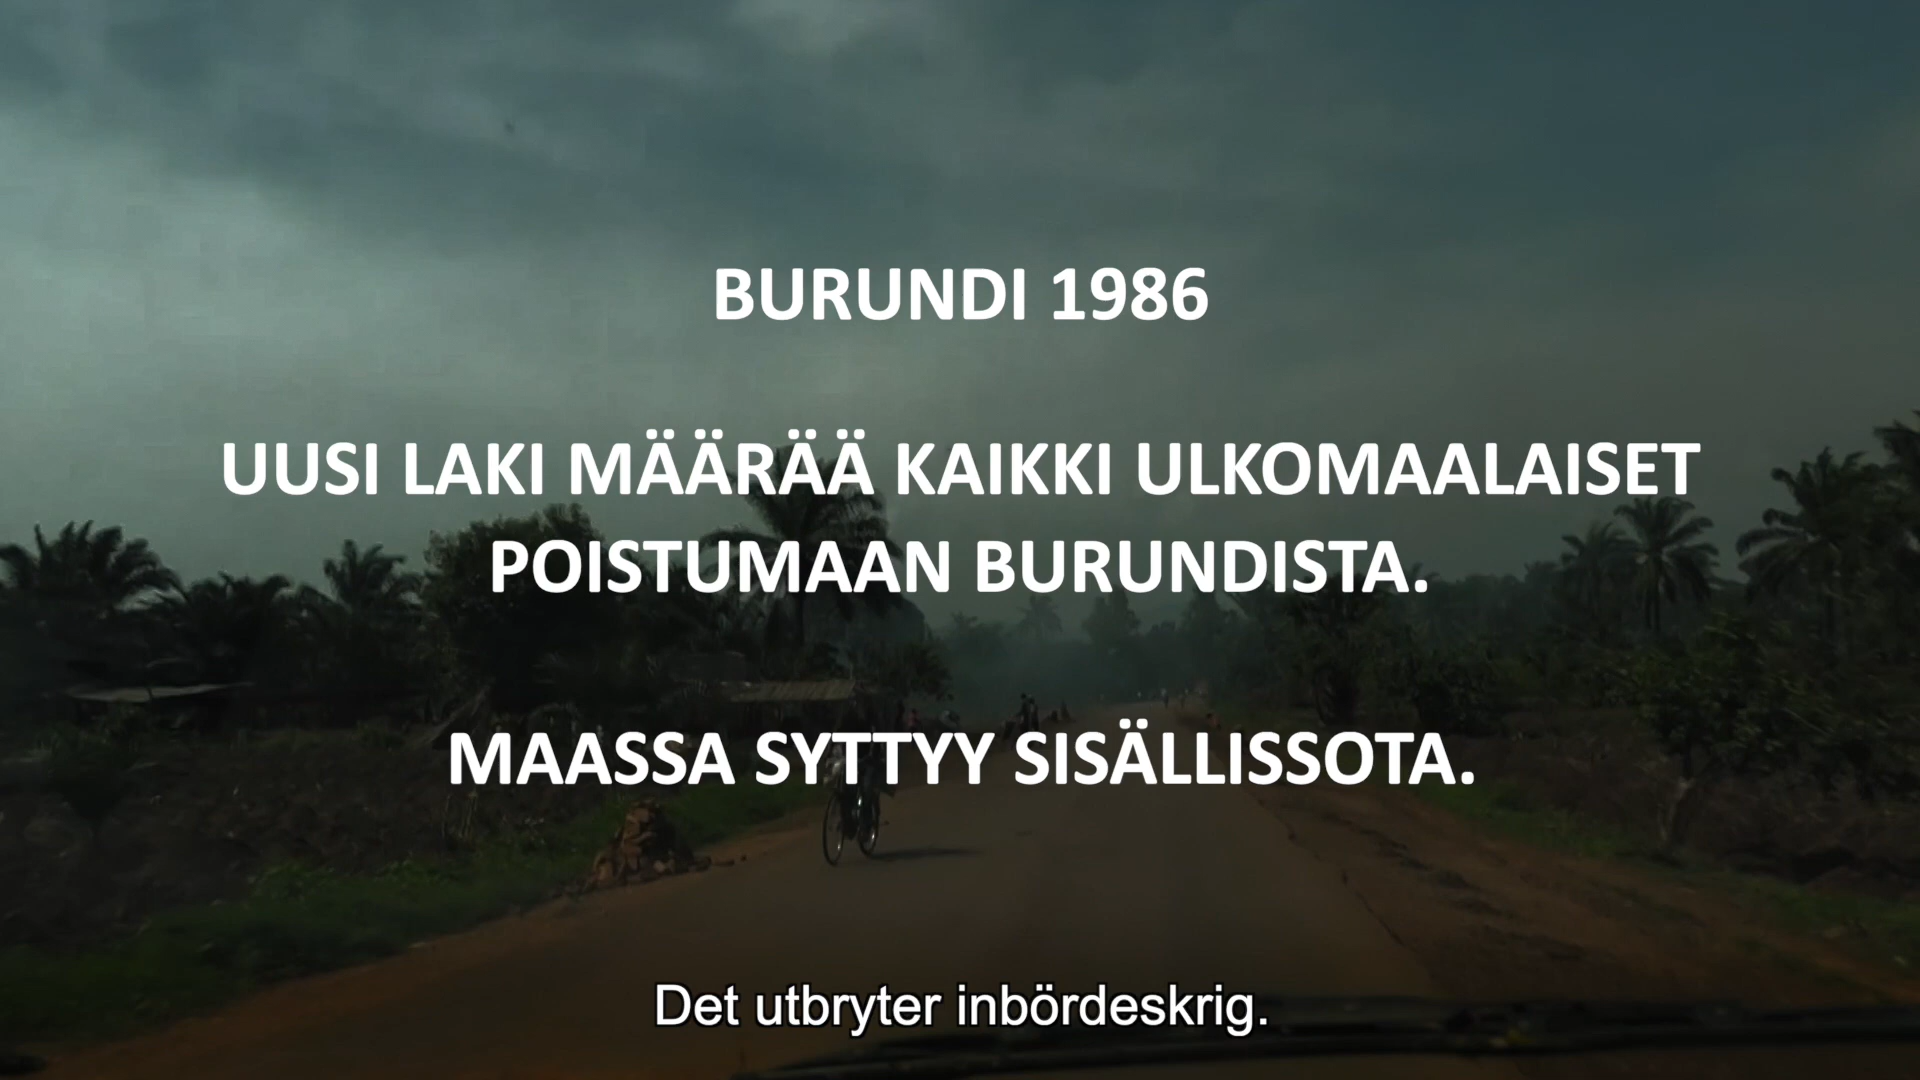 BURUNDI 1986
UUSI LAKI MÄÄRÄÄ KAIKKI ULKOMAALAISET
POISTUMAAN BURUNDISTA.
MAASSA SYTTYY SISÄLLISSOTA.
Det utbryter inbördeskrig.